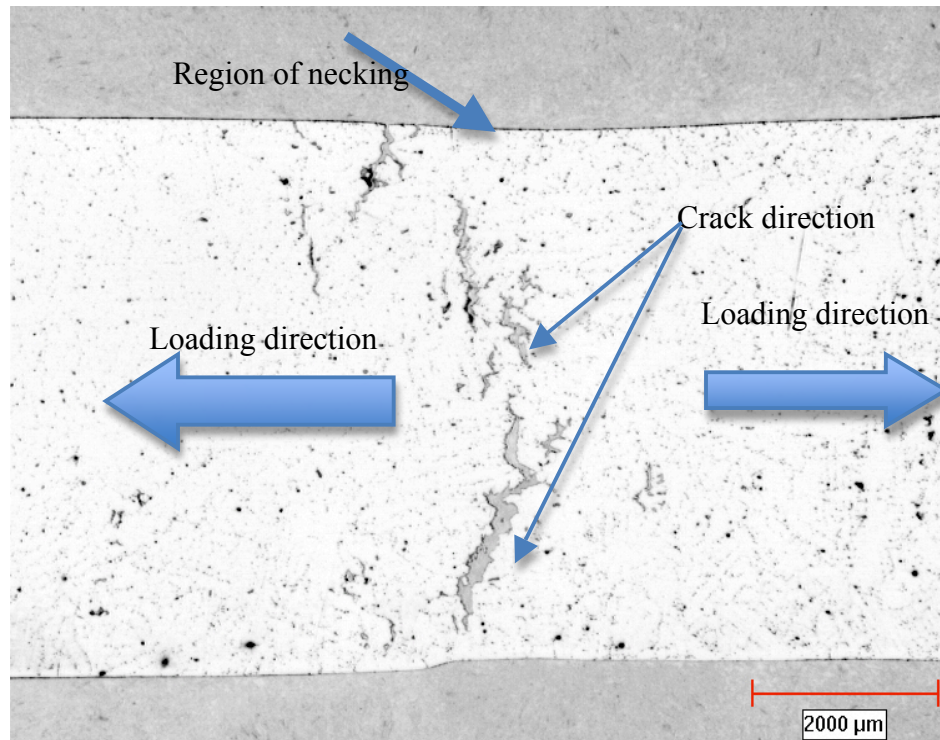 Region of necking
Crack direction
Loading direction
Loading direction
2000 µm